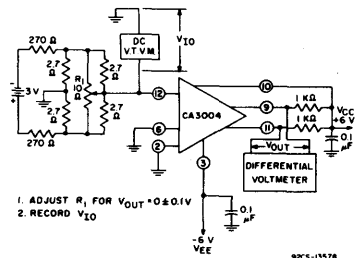 270 Ω
2.7 Ω
3 V
R1 10 Ω
2.7 Ω
2.7 Ω
2.7 Ω
270 Ω
DC V.T.V.M.
VIO
12
6
2
CA3004
10
9
11
3
1 KΩ
1 KΩ
VCC
+6 V
0.1 μF
VOUT
DIFFERENTIAL
VOLTMETER
0.1 μF
-6 V
VEE
1. ADJUST R1 FOR VOUT = 0 ± 0.1V
2. RECORD VIO
92CS-13578